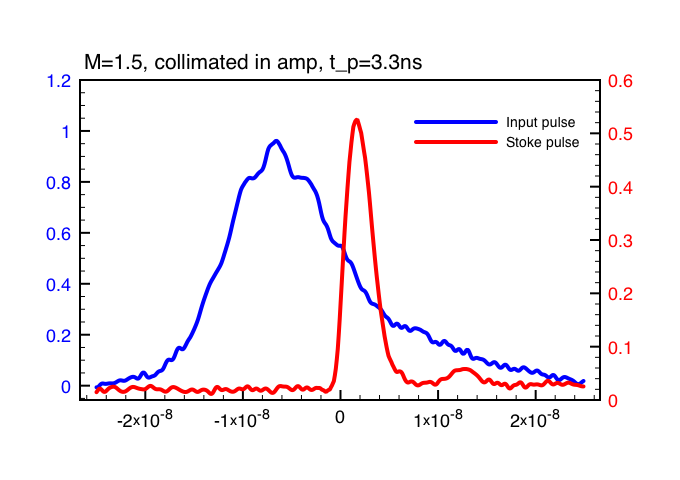 M=1.5, collimated in amp, t_p=3.3ns
1.2
1
0.8
0.6
0.4
0.2
0
0.6
0.5
0.4
0.3
0.2
0.1
0
Input pulse
Stoke pulse
-2x10⁻⁸
-1x10⁻⁸
0
1x10⁻⁸
2x10⁻⁸